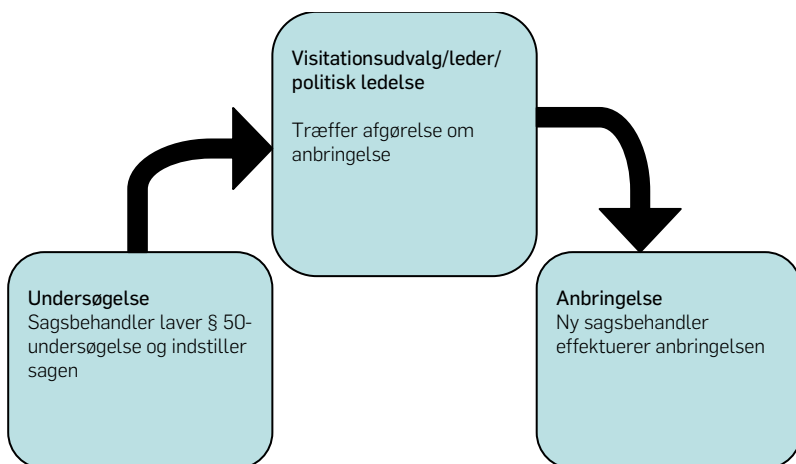 Undersøgelse
Sagsbehandler laver § 50-
undersøgelse og indstiller
sagen
Visitationsudvalg/leder/
politisk ledelse
Træffer afgørelse om
anbringelse
Anbringelse
Ny sagsbehandler
effektuerer anbringelsen